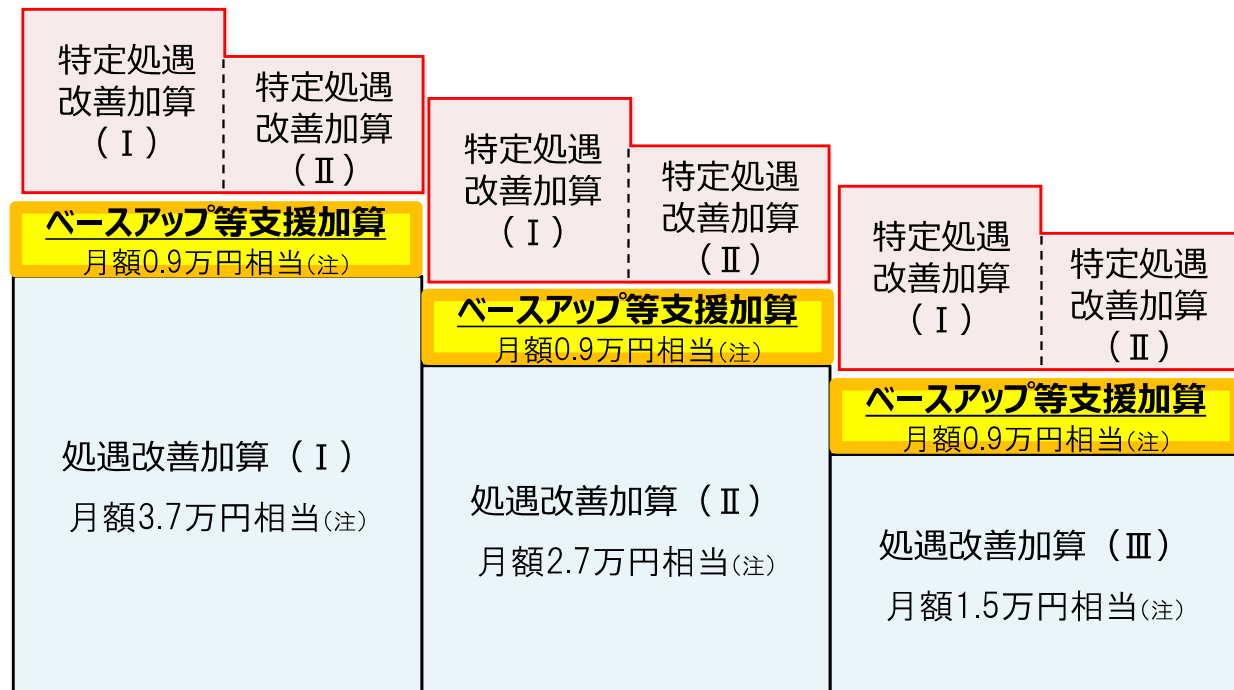 特定処遇
改善加算
（Ⅰ）
特定処遇
改善加算
（Ⅱ）
ベースアップ等支援加算
月額0.9万円相当(注)
処遇改善加算（Ⅰ）
月額3.7万円相当(注)
特定処遇
改善加算
（Ⅰ）
特定処遇
改善加算
（Ⅱ）
ベースアップ等支援加算
月額0.9万円相当(注)
処遇改善加算（Ⅱ）
月額2.7万円相当(注)
特定処遇
改善加算
（Ⅰ）
特定処遇
改善加算
（Ⅱ）
ベースアップ等支援加算
月額0.9万円相当(注)
処遇改善加算（Ⅲ）
月額1.5万円相当(注)